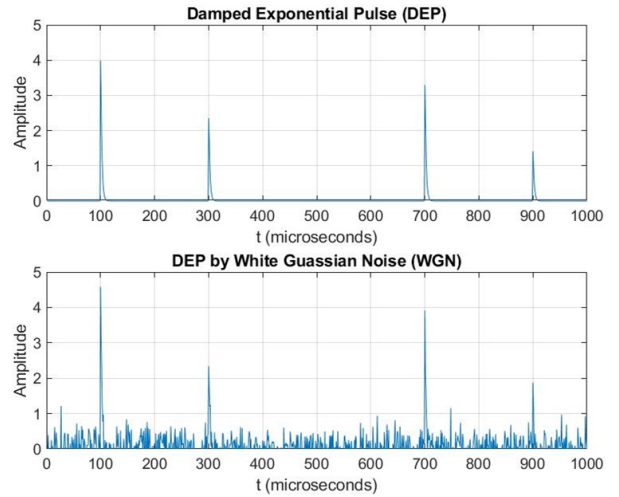 Damped Exponential Pulse (DEP)
5
4
3
2
1
0
Amplitude
0 100 200 300 400 500 600 700 800 900 1000
t (microseconds)
DEP by White Guassian Noise (WGN)
5
4
3
2
1
0
Amplitude
0 100 200 300 400 500 600 700 800 900 1000
t (microseconds)